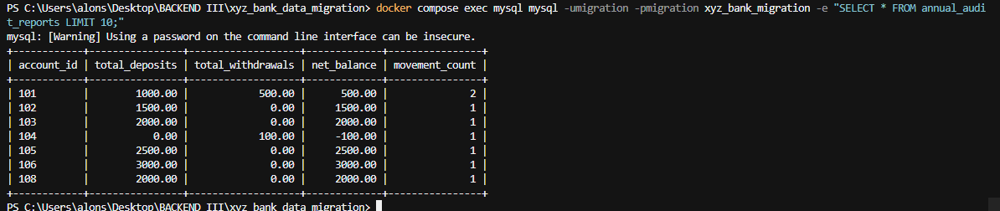 PS C:\Users\alons\Desktop\BACKEND III\xyz_bank_data_migration> docker compose exec mysql mysql -umigration -pmigration xyz_bank_migration -e "SELECT * FROM annual_audi
t_reports LIMIT 10;"
mysql: [Warning] Using a password on the command line interface can be insecure.
+------------+----------------+-------------------+-------------+----------------+
| account_id | total_deposits | total_withdrawals | net_balance | movement_count |
+------------+----------------+-------------------+-------------+----------------+
| 101        |        1000.00 |            500.00 |      500.00 |              2 |
| 102        |        1500.00 |              0.00 |     1500.00 |              1 |
| 103        |        2000.00 |              0.00 |     2000.00 |              1 |
| 104        |           0.00 |            100.00 |     -100.00 |              1 |
| 105        |        2500.00 |              0.00 |     2500.00 |              1 |
| 106        |        3000.00 |              0.00 |     3000.00 |              1 |
| 108        |        2000.00 |              0.00 |     2000.00 |              1 |
+------------+----------------+-------------------+-------------+----------------+
PS C:\Users\alons\Desktop\BACKEND III\xyz_bank_data_migration>